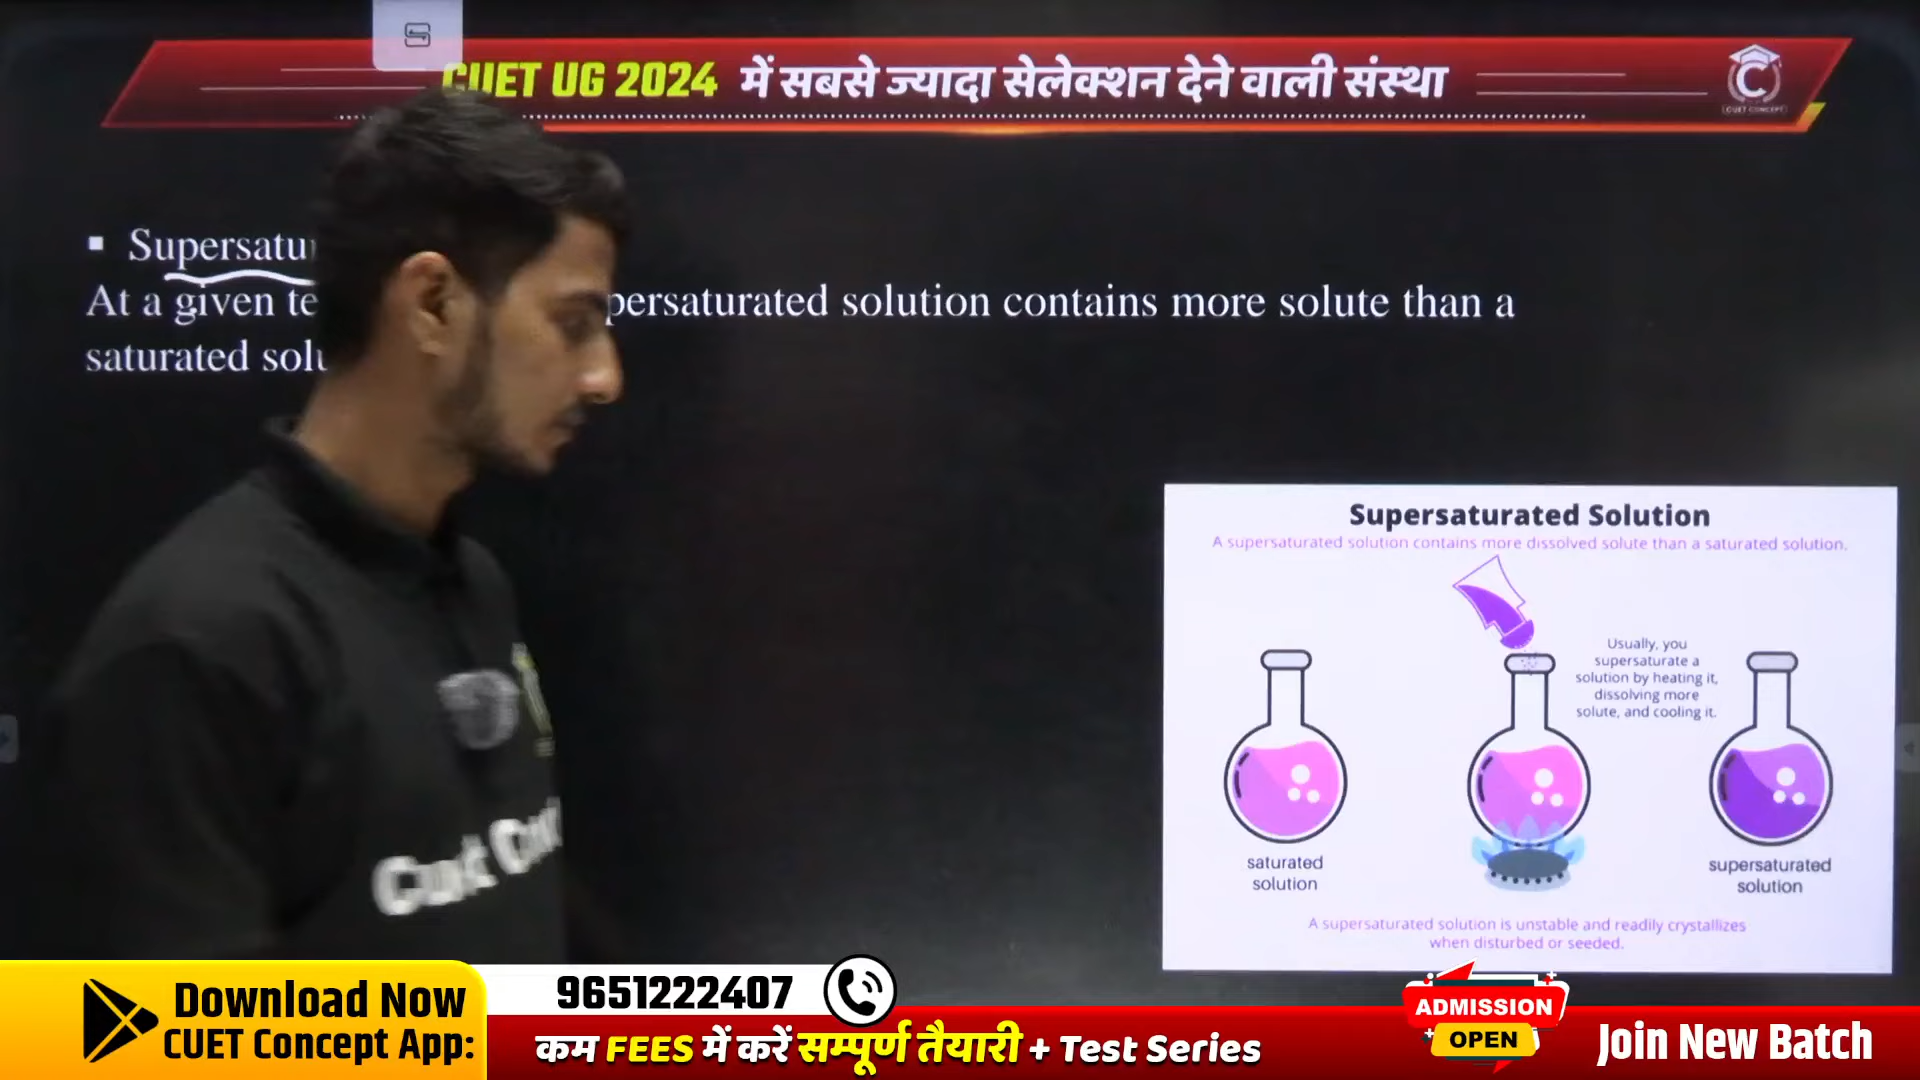 CUET UG 2024 में सबसे ज्यादा सेलेक्शन देने वाली संस्था
CUET CONCEPT
At a given
persaturated solution contains more solute than a
saturated
Supersaturated Solution
A supersaturated solution contains more dissolved solute than a saturated solution.
Usually, you
supersaturate a
solution by heating it,
dissolving more
solute, and cooling it.
saturated
solution
supersaturated
solution
A supersaturated solution is unstable and readily crystallizes
when disturbed or seeded.
Download Now
CUET Concept App:
9651222407
कम FEES में करें सम्पूर्ण तैयारी + Test Series
ADMISSION
OPEN
Join New Batch